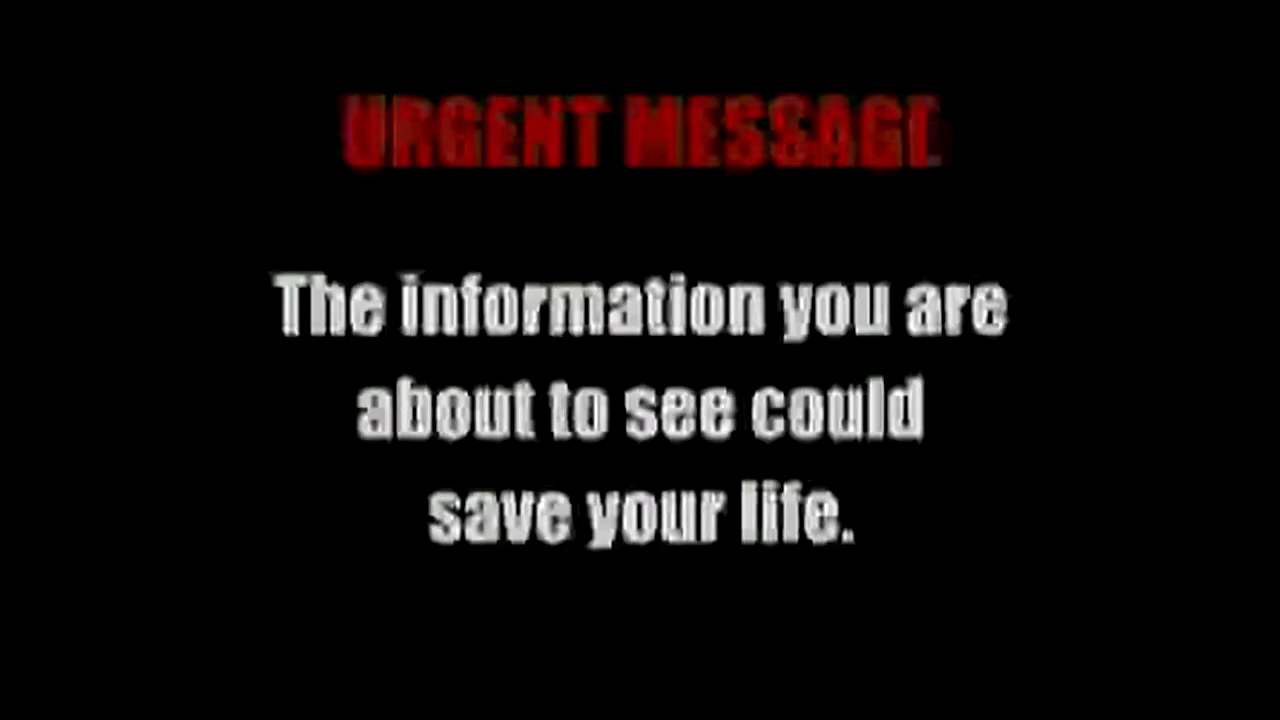 URGENT MESSAGE
The information you are
about to see could
save your life.